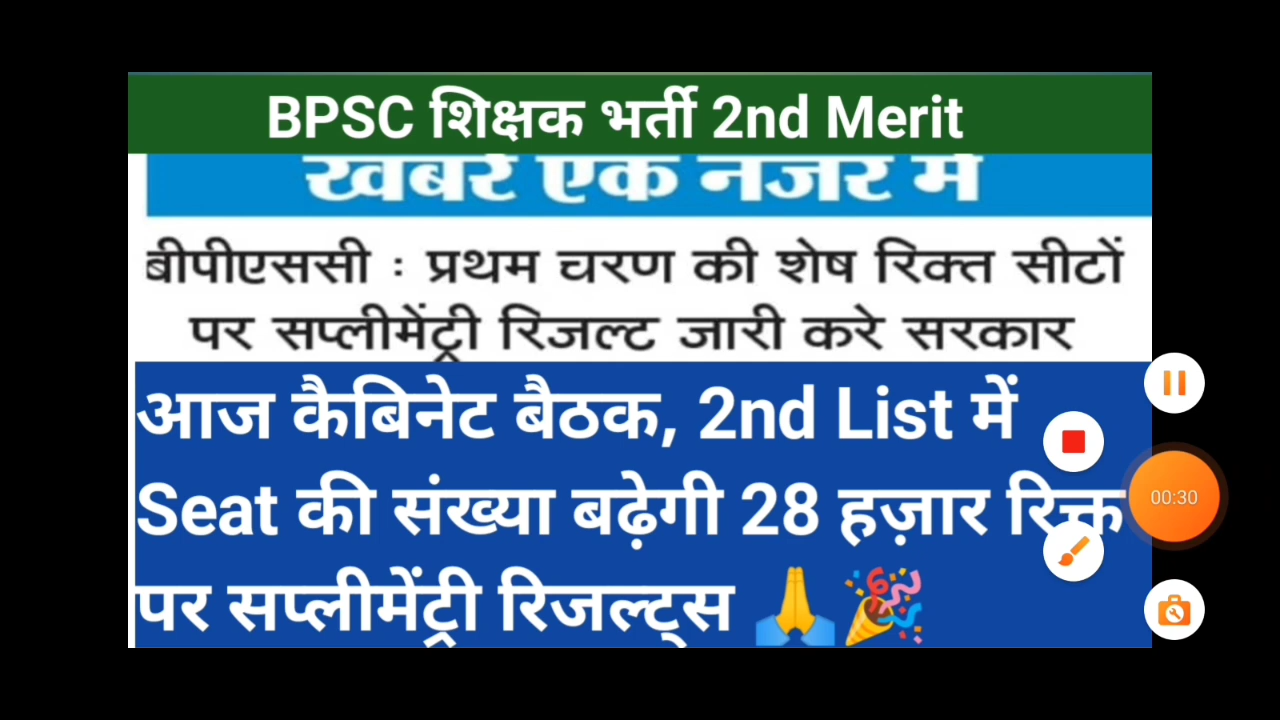 BPSC शिक्षक भर्ती 2nd Merit
खबरें एक नजर में
बीपीएससी : प्रथम चरण की शेष रिक्त सीटों
पर सप्लीमेंट्री रिजल्ट जारी करे सरकार
आज कैबिनेट बैठक, 2nd List में
Seat की संख्या बढ़ेगी 28 हज़ार रिक्त
पर सप्लीमेंट्री रिजल्ट्स 🙏🎉
00:30